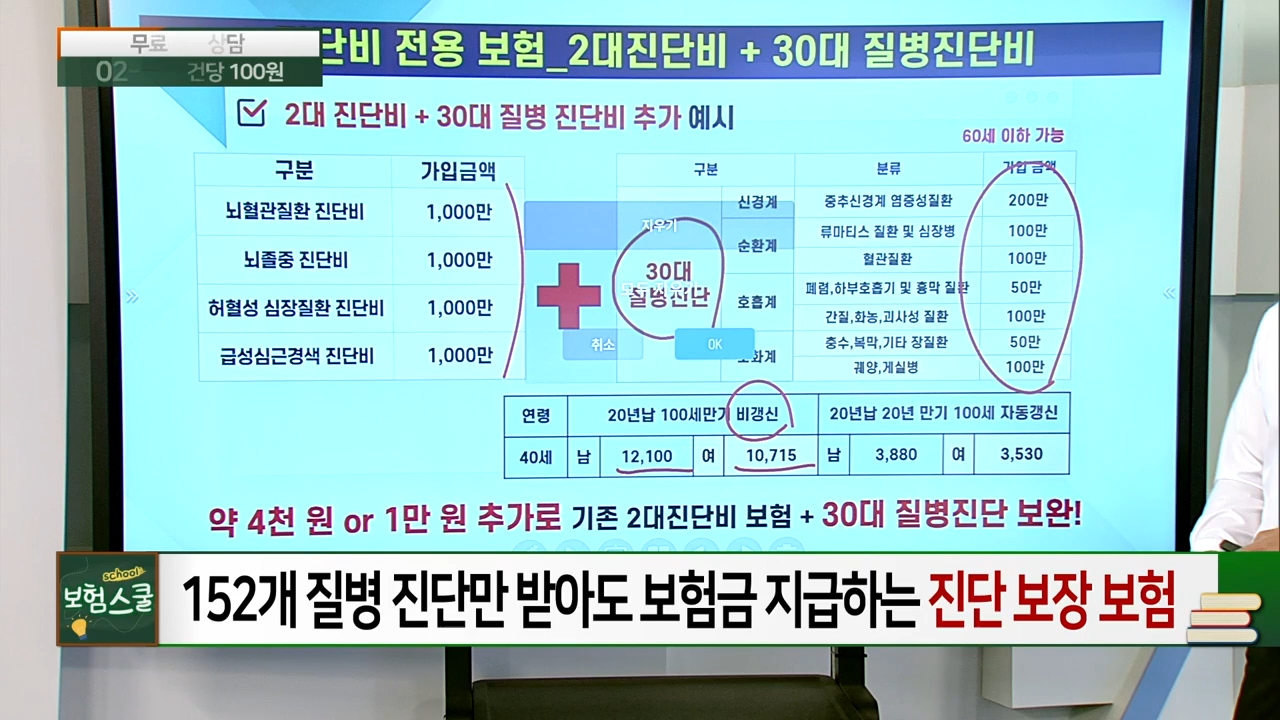 무료 상담
02- 건당 100원
단비 전용 보험_2대진단비 + 30대 질병진단비
2대 진단비 + 30대 질병 진단비 추가 예시
60세 이하 가능
구분 가입금액
뇌혈관질환 진단비 1,000만
뇌졸중 진단비 1,000만
허혈성 심장질환 진단비 1,000만
급성심근경색 진단비 1,000만
지우기
취소 OK
30대
질병진단
구분 분류 가입 금액
신경계 중추신경계 염증성질환 200만
순환계 류마티스 질환 및 심장병 100만
혈관질환 100만
호흡계 폐렴,하부호흡기 및 흉막 질환 50만
간질,화농,괴사성 질환 100만
충수,복막,기타 장질환 50만
궤양,게실병 100만
연령 20년납 100세만기 비갱신 20년납 20년 만기 100세 자동갱신
40세 남 12,100 여 10,715 남 3,880 여 3,530
약 4천 원 or 1만 원 추가로 기존 2대진단비 보험 + 30대 질병진단 보완!
school
보험스쿨
152개 질병 진단만 받아도 보험금 지급하는 진단 보장 보험